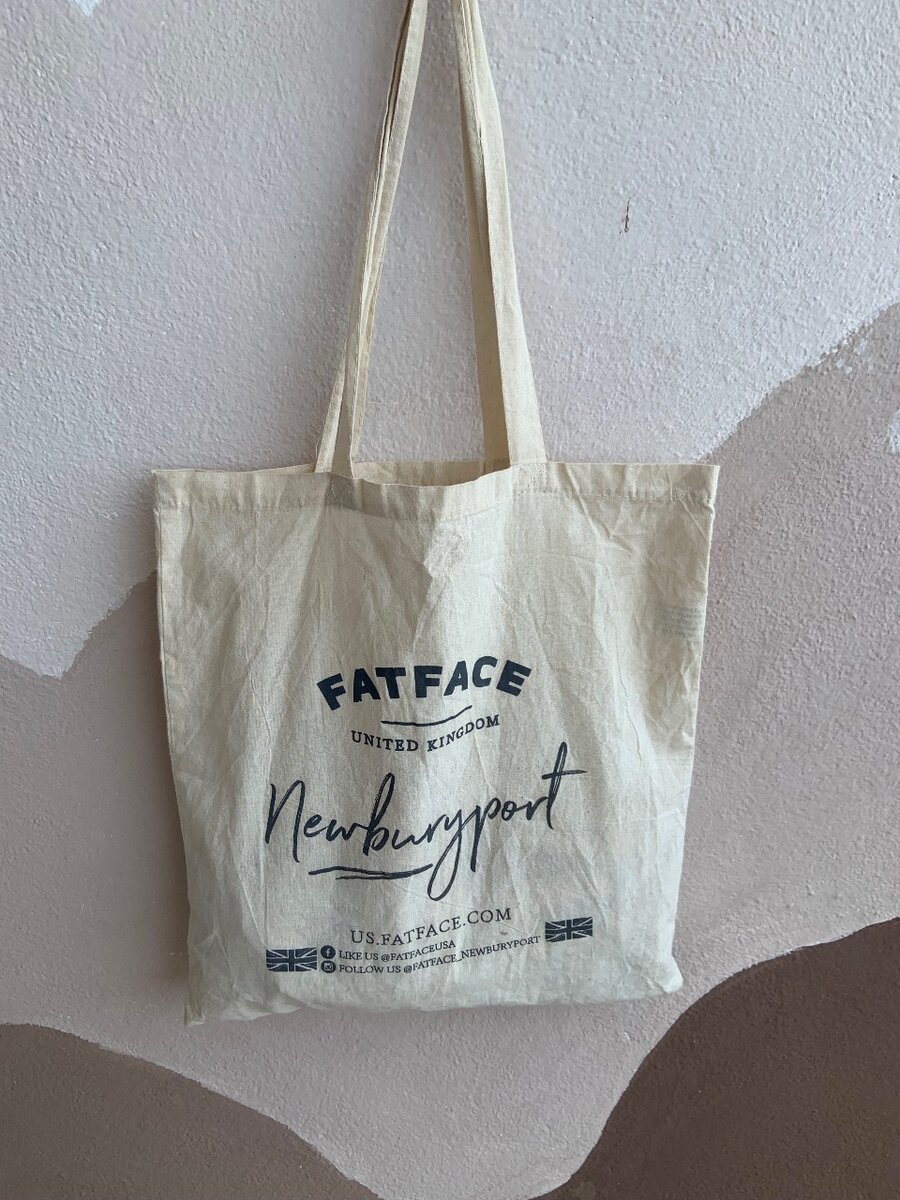 FATFACE
UNITED KINGDOM
Newburyport
US.FATFACE.COM
LIKE US @FATFACEUSA
FOLLOW US @FATFACE_NEWBURYPORT